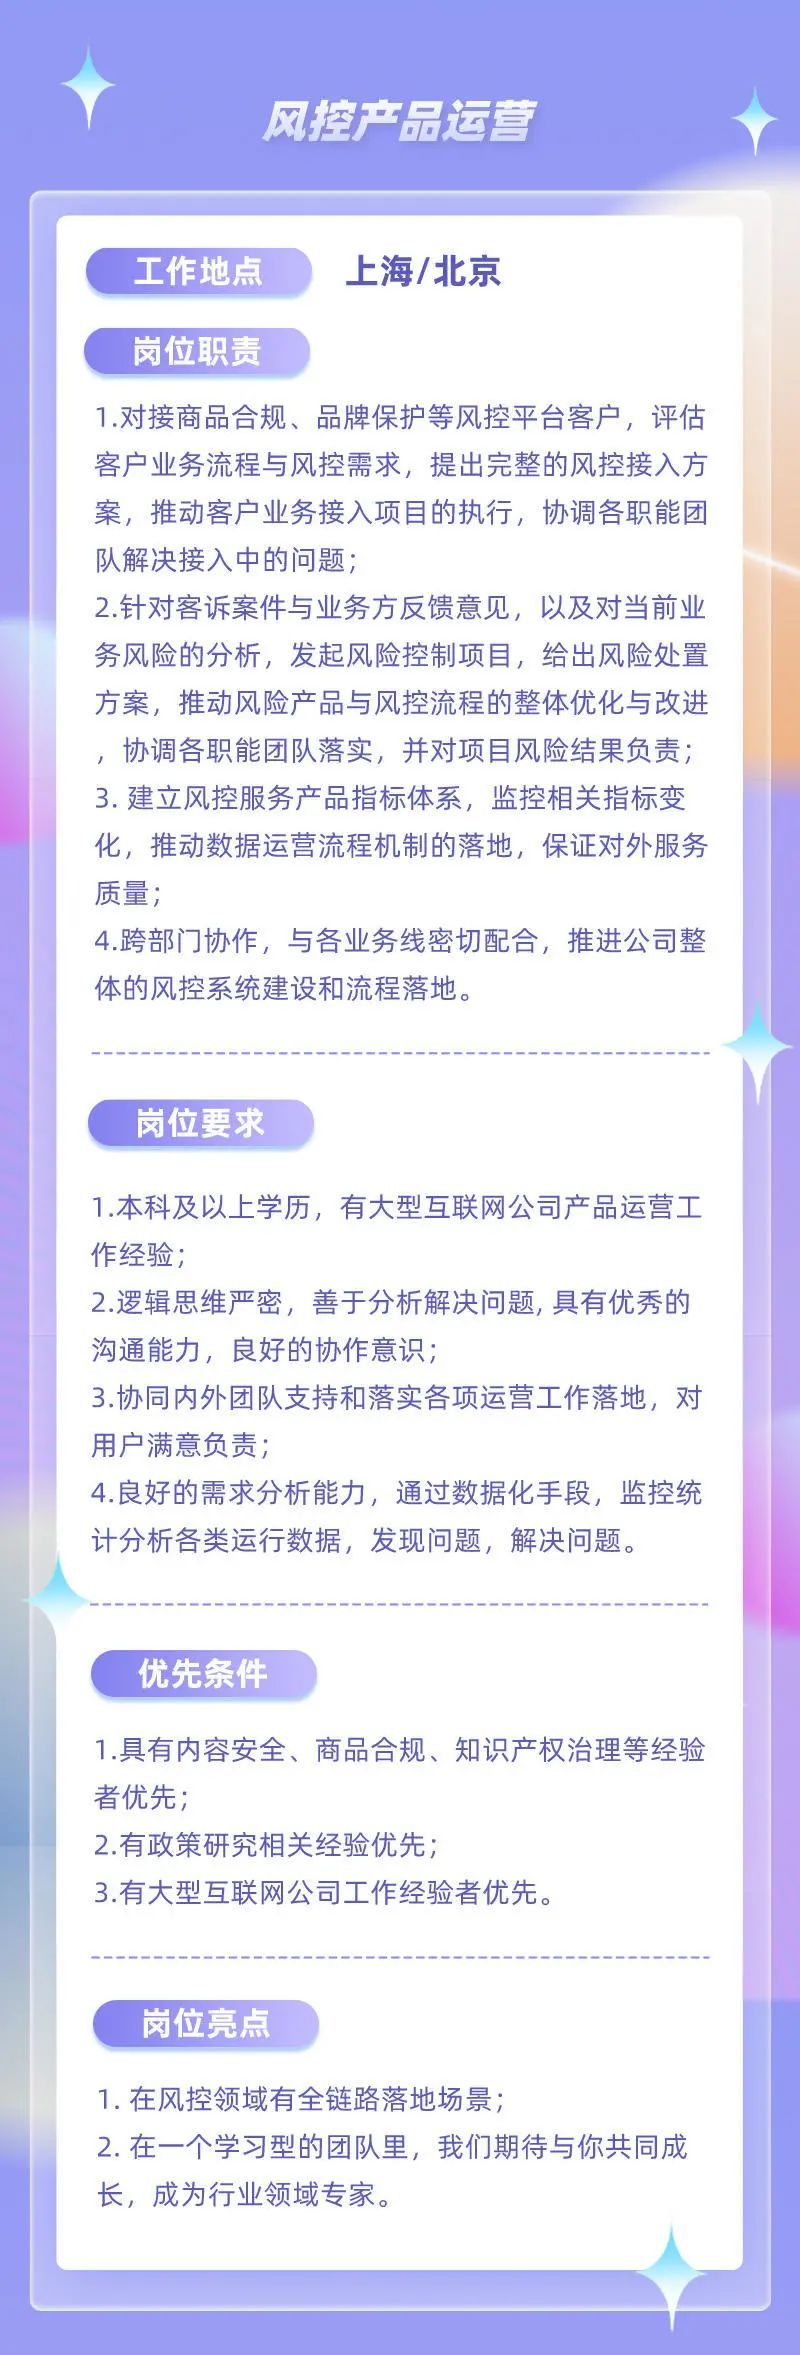 风控产品运营
工作地点 上海/北京
岗位职责
1.对接商品合规、品牌保护等风控平台客户，评估
客户业务流程与风控需求，提出完整的风控接入方
案，推动客户业务接入项目的执行，协调各职能团
队解决接入中的问题；
2.针对客诉案件与业务方反馈意见，以及对当前业
务风险的分析，发起风险控制项目，给出风险处置
方案，推动风险产品与风控流程的整体优化与改进
，协调各职能团队落实，并对项目风险结果负责；
3. 建立风控服务产品指标体系，监控相关指标变
化，推动数据运营流程机制的落地，保证对外服务
质量；
4.跨部门协作，与各业务线密切配合，推进公司整
体的风控系统建设和流程落地。
岗位要求
1.本科及以上学历，有大型互联网公司产品运营工
作经验；
2.逻辑思维严密，善于分析解决问题, 具有优秀的
沟通能力，良好的协作意识；
3.协同内外团队支持和落实各项运营工作落地，对
用户满意负责；
4.良好的需求分析能力，通过数据化手段，监控统
计分析各类运行数据，发现问题，解决问题。
优先条件
1.具有内容安全、商品合规、知识产权治理等经验
者优先；
2.有政策研究相关经验优先；
3.有大型互联网公司工作经验者优先。
岗位亮点
1. 在风控领域有全链路落地场景；
2. 在一个学习型的团队里，我们期待与你共同成
长，成为行业领域专家。